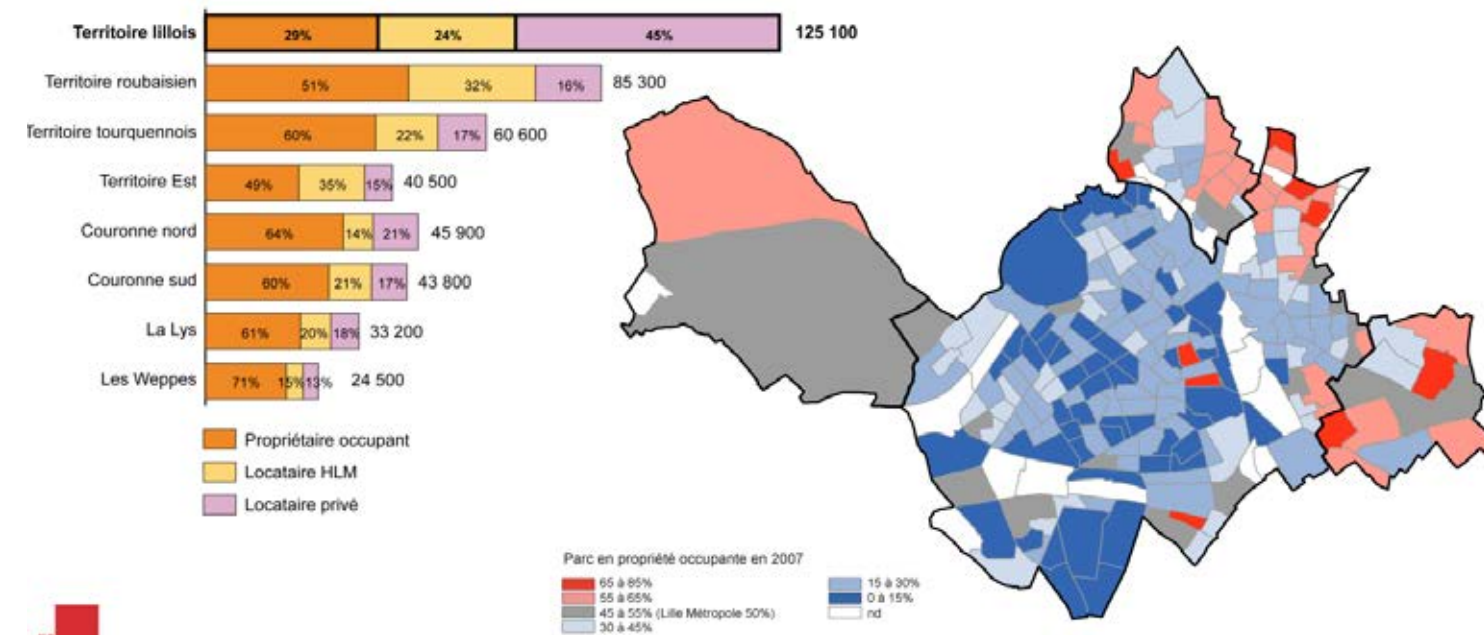 Territoire lillois 29% 24% 45% 125 100
Territoire roubaisien 51% 32% 16% 85 300
Territoire tourquennois 60% 22% 17% 60 600
Territoire Est 49% 35% 15% 40 500
Couronne nord 64% 14% 21% 45 900
Couronne sud 60% 21% 17% 43 800
La Lys 61% 20% 18% 33 200
Les Weppes 71% 15% 13% 24 500
Propriétaire occupant
Locataire HLM
Locataire privé
Parc en propriété occupante en 2007
65 à 85%
55 à 65%
45 à 55% (Lille Métropole 50%)
30 à 45%
15 à 30%
0 à 15%
nd